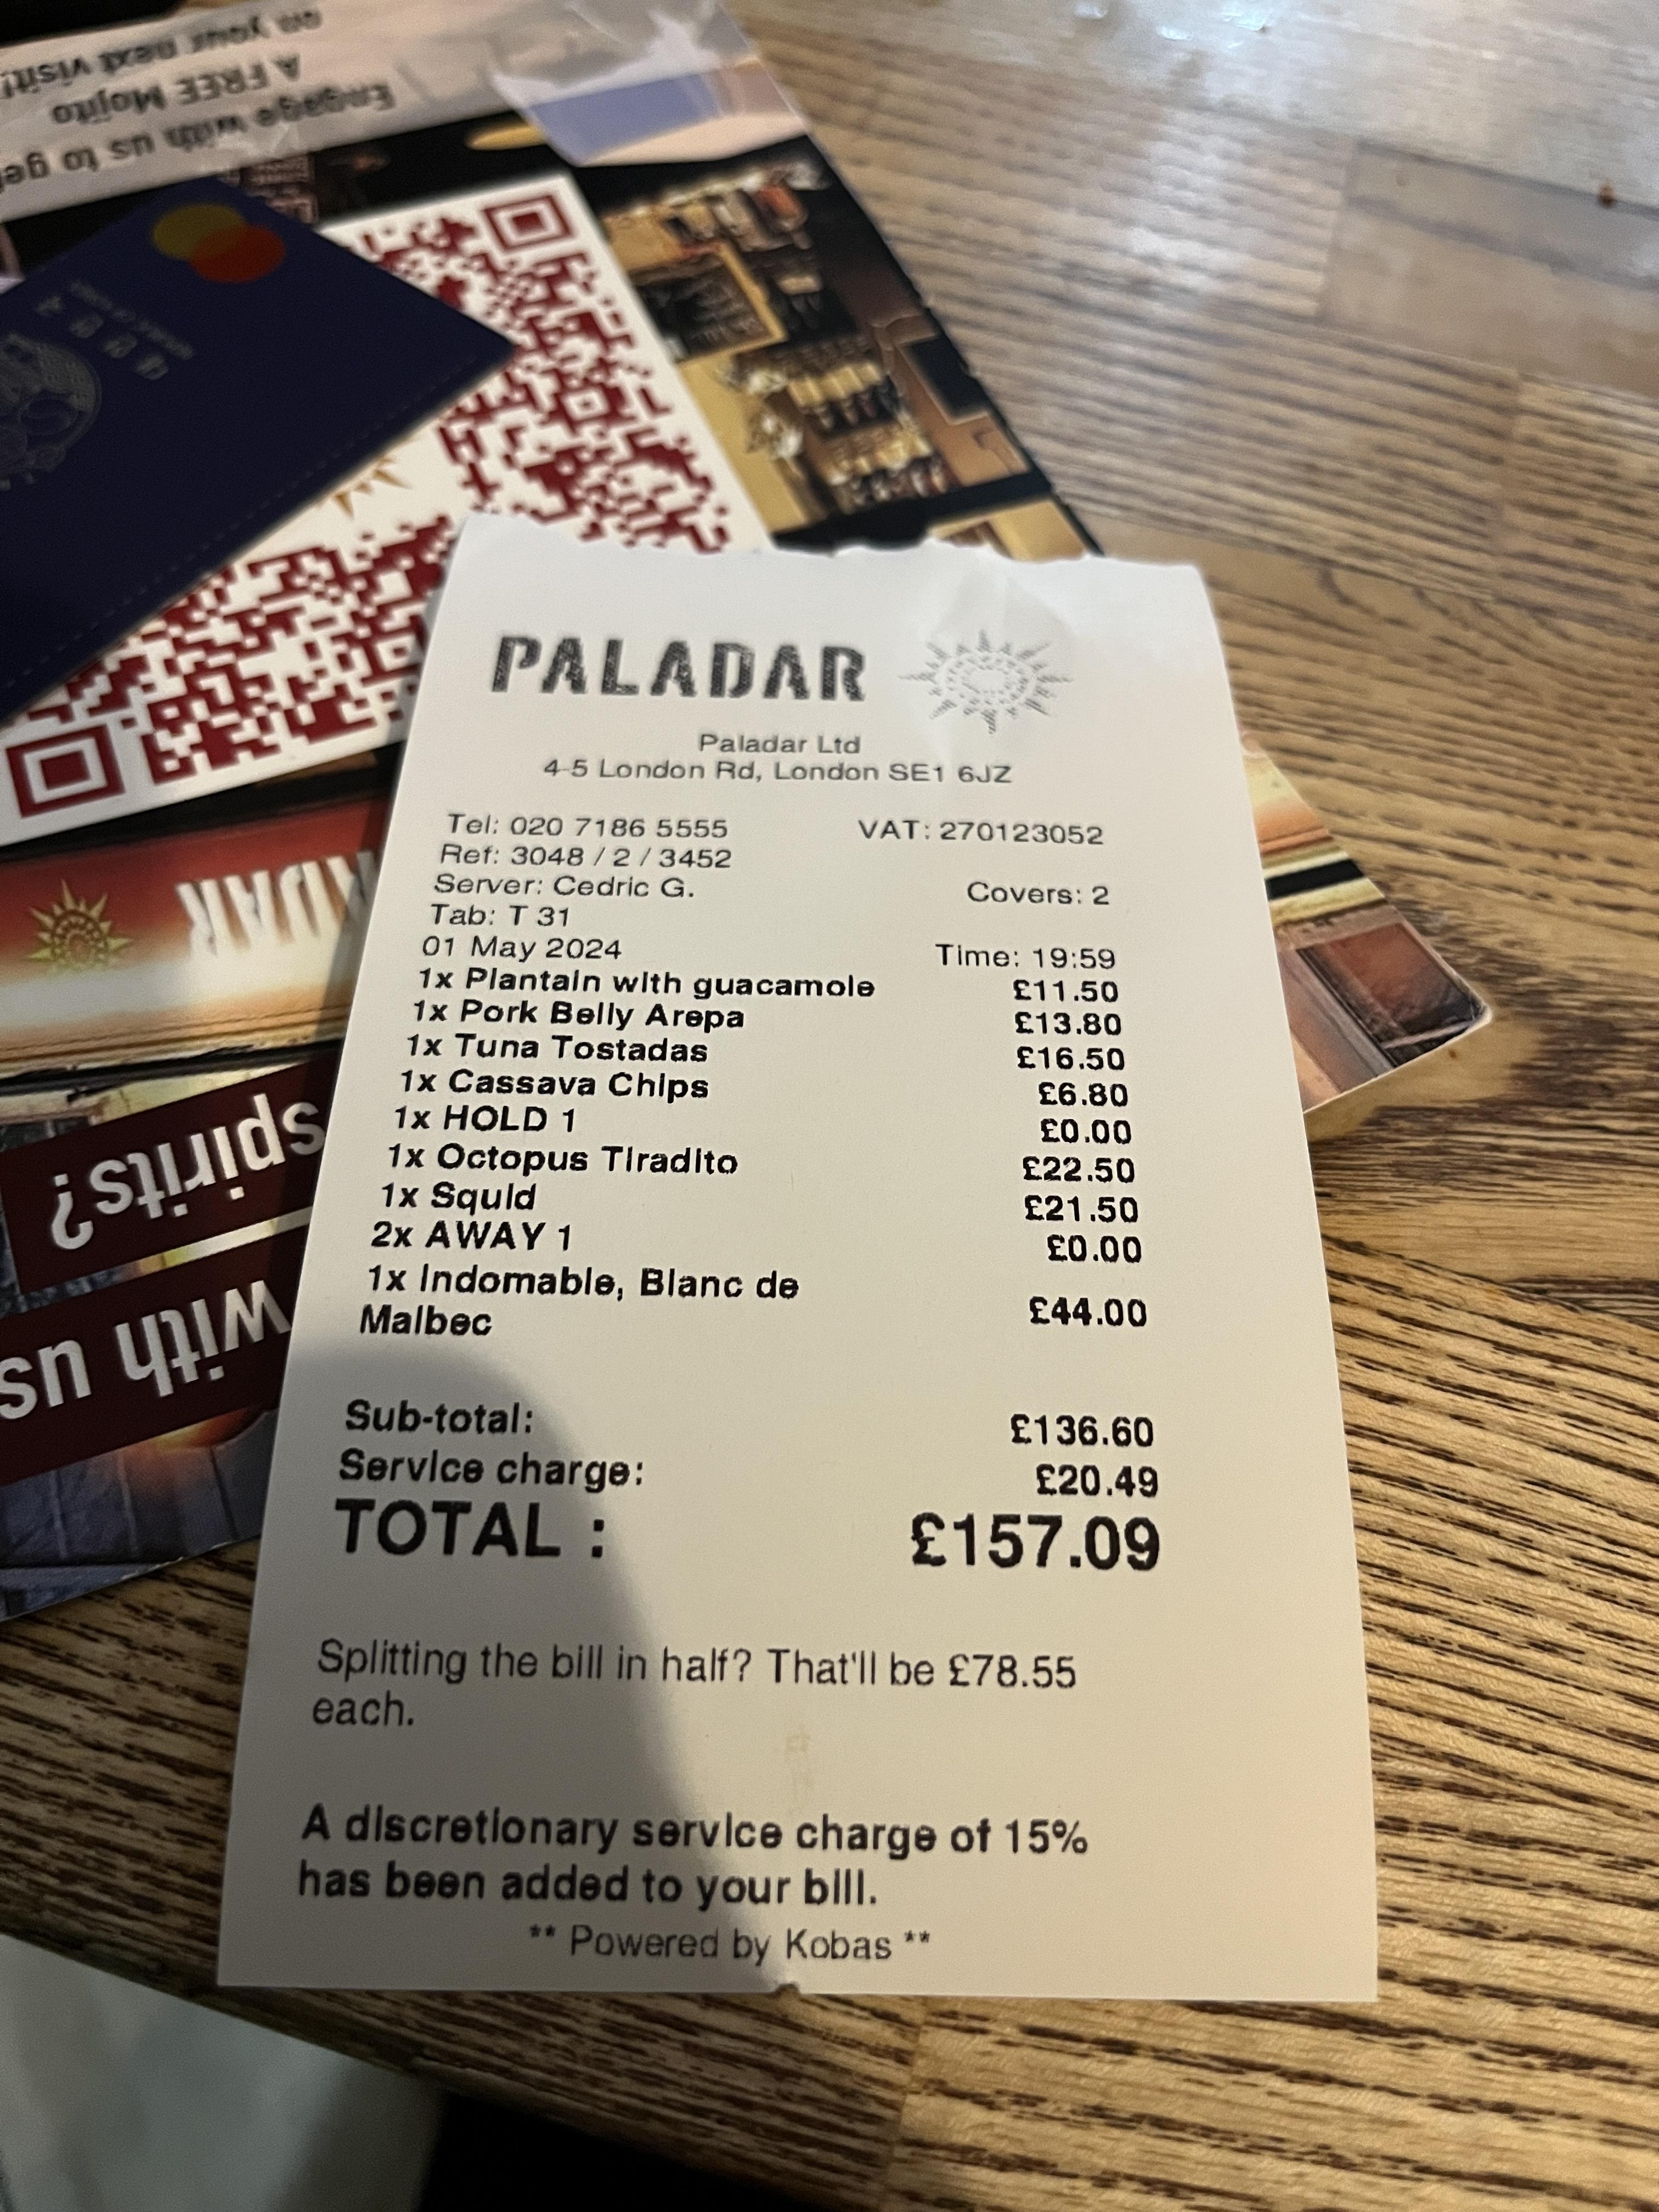 on your next visit!
A FREE Mojito
Engage with us to get
PALADAR
Paladar Ltd
4-5 London Rd, London SE1 6JZ
Tel: 020 7186 5555 VAT: 270123052
Ref: 3048 / 2 / 3452
Server: Cedric G. Covers: 2
Tab: T 31
01 May 2024 Time: 19:59
1x Plantain with guacamole £11.50
1x Pork Belly Arepa £13.80
1x Tuna Tostadas £16.50
1x Cassava Chips £6.80
1x HOLD 1 £0.00
1x Octopus Tiradito £22.50
1x Squid £21.50
2x AWAY 1 £0.00
1x Indomable, Blanc de
Malbec £44.00
Sub-total: £136.60
Service charge: £20.49
TOTAL : £157.09
Splitting the bill in half? That'll be £78.55
each.
A discretionary service charge of 15%
has been added to your bill.
** Powered by Kobas **
spirits?
with us